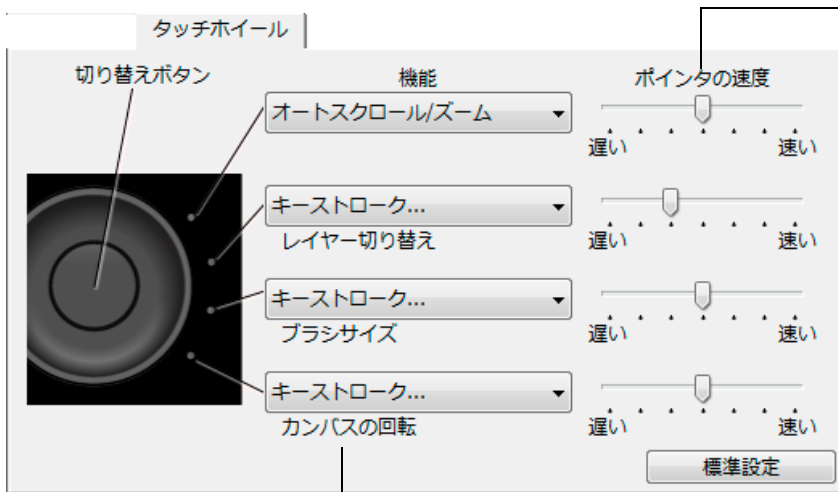 タッチホイール
切り替えボタン
機能
ポインタの速度
オートスクロール/ズーム
遅い
速い
キーストローク...
レイヤー切り替え
遅い
速い
キーストローク...
ブラシサイズ
遅い
速い
キーストローク...
カンバスの回転
遅い
速い
標準設定